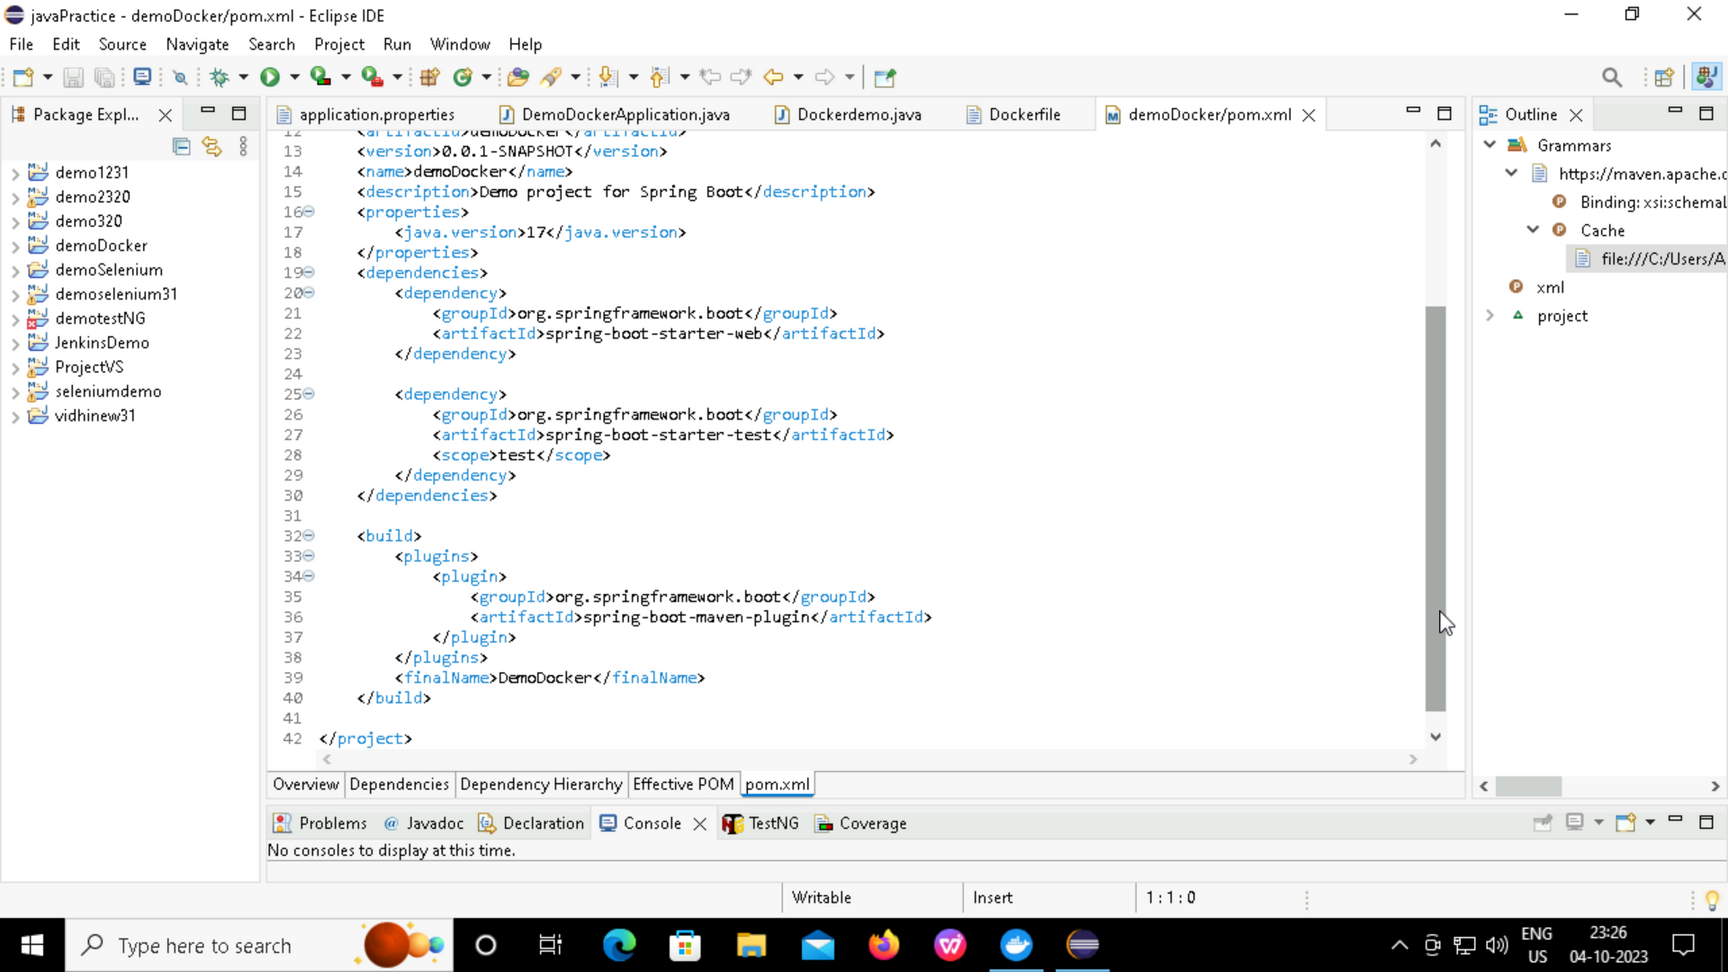 javaPractice - demoDocker/pom.xml - Eclipse IDE
File Edit Source Navigate Search Project Run Window Help
Package Expl...
application.properties
DemoDockerApplication.java
Dockerdemo.java
Dockerfile
demoDocker/pom.xml
Outline
demo1231
demo2320
demo320
demoDocker
demoSelenium
demoselenium31
demotestNG
JenkinsDemo
ProjectVS
seleniumdemo
vidhinew31
12 <artifactId>demoDocker</artifactId>
13 <version>0.0.1-SNAPSHOT</version>
14 <name>demoDocker</name>
15 <description>Demo project for Spring Boot</description>
16 <properties>
17 <java.version>17</java.version>
18 </properties>
19 <dependencies>
20 <dependency>
21 <groupId>org.springframework.boot</groupId>
22 <artifactId>spring-boot-starter-web</artifactId>
23 </dependency>
24
25 <dependency>
26 <groupId>org.springframework.boot</groupId>
27 <artifactId>spring-boot-starter-test</artifactId>
28 <scope>test</scope>
29 </dependency>
30 </dependencies>
31
32 <build>
33 <plugins>
34 <plugin>
35 <groupId>org.springframework.boot</groupId>
36 <artifactId>spring-boot-maven-plugin</artifactId>
37 </plugin>
38 </plugins>
39 <finalName>DemoDocker</finalName>
40 </build>
41
42 </project>
Grammars
https://maven.apache.c
Binding: xsi:schemal
Cache
file:///C:/Users/A
xml
project
Overview Dependencies Dependency Hierarchy Effective POM pom.xml
Problems @ Javadoc Declaration Console TestNG Coverage
No consoles to display at this time.
Writable Insert 1:1:0
Type here to search
ENG
US
23:26
04-10-2023